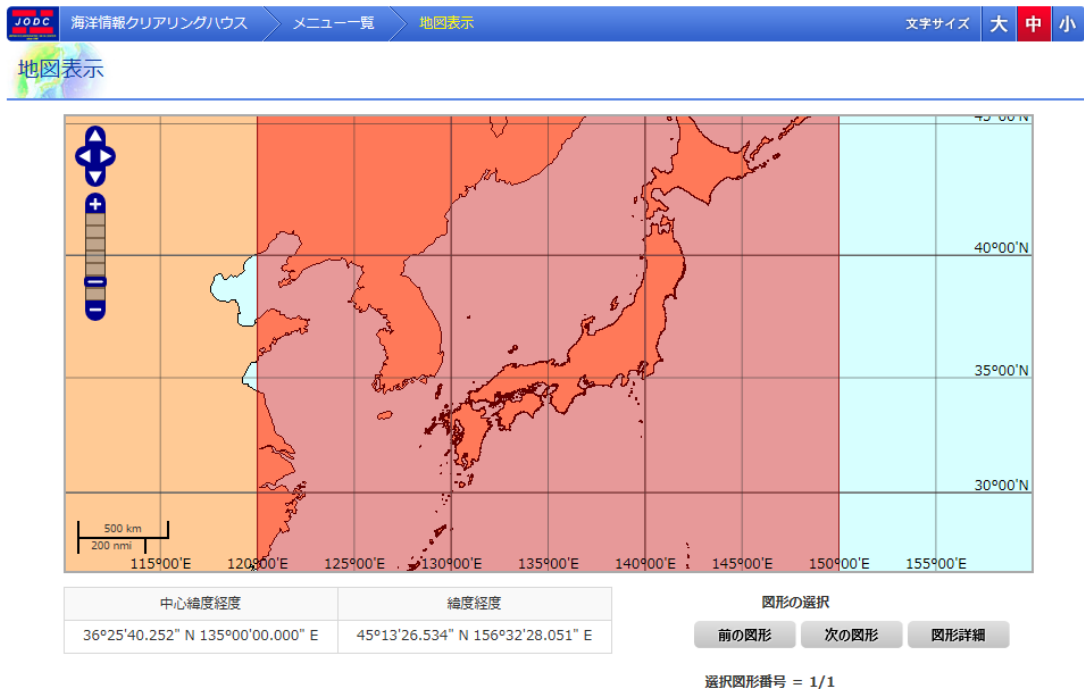 JODC 海洋情報クリアリングハウス メニュー一覧 地図表示 文字サイズ 大 中 小
地図表示
45°00'N
40°00'N
35°00'N
30°00'N
500 km
200 nmi
115°00'E 120°00'E 125°00'E 130°00'E 135°00'E 140°00'E 145°00'E 150°00'E 155°00'E
中心緯度経度 緯度経度 図形の選択
36°25'40.252" N 135°00'00.000" E 45°13'26.534" N 156°32'28.051" E 前の図形 次の図形 図形詳細
選択図形番号 = 1/1